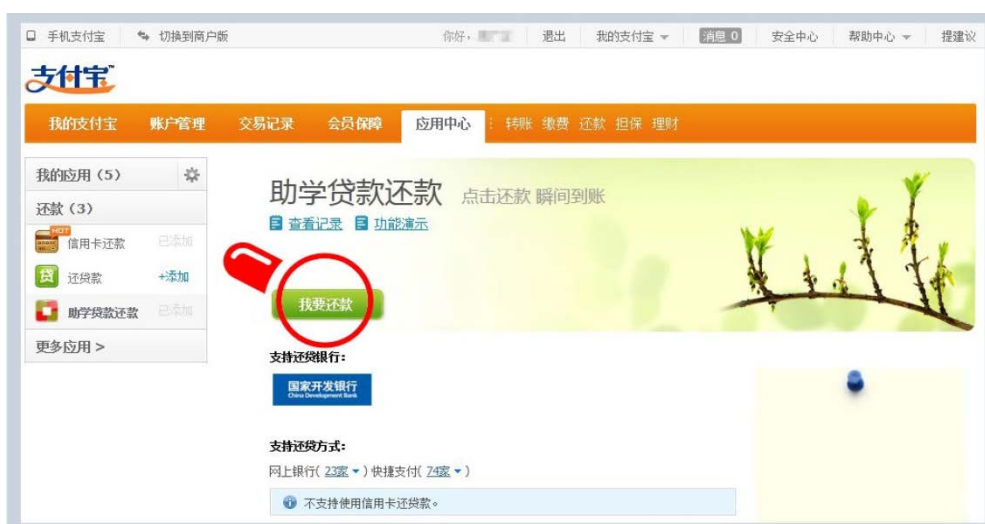 手机支付宝 切换到商户版 你好， 退出 我的支付宝 消息 0 安全中心 帮助中心 提建议
支付宝
我的支付宝 账户管理 交易记录 会员保障 应用中心 转账 缴费 还款 担保 理财
我的应用（5）
还款（3）
HOT
信用卡还款 已添加
贷 还贷款 +添加
助学贷款还款 已添加
更多应用 >
助学贷款还款 点击还款 瞬间到账
查看记录 功能演示
我要还款
支持还贷银行：
国家开发银行
China Development Bank
支持还贷方式：
网上银行( 23家 ) 快捷支付( 74家 )
不支持使用信用卡还贷款。